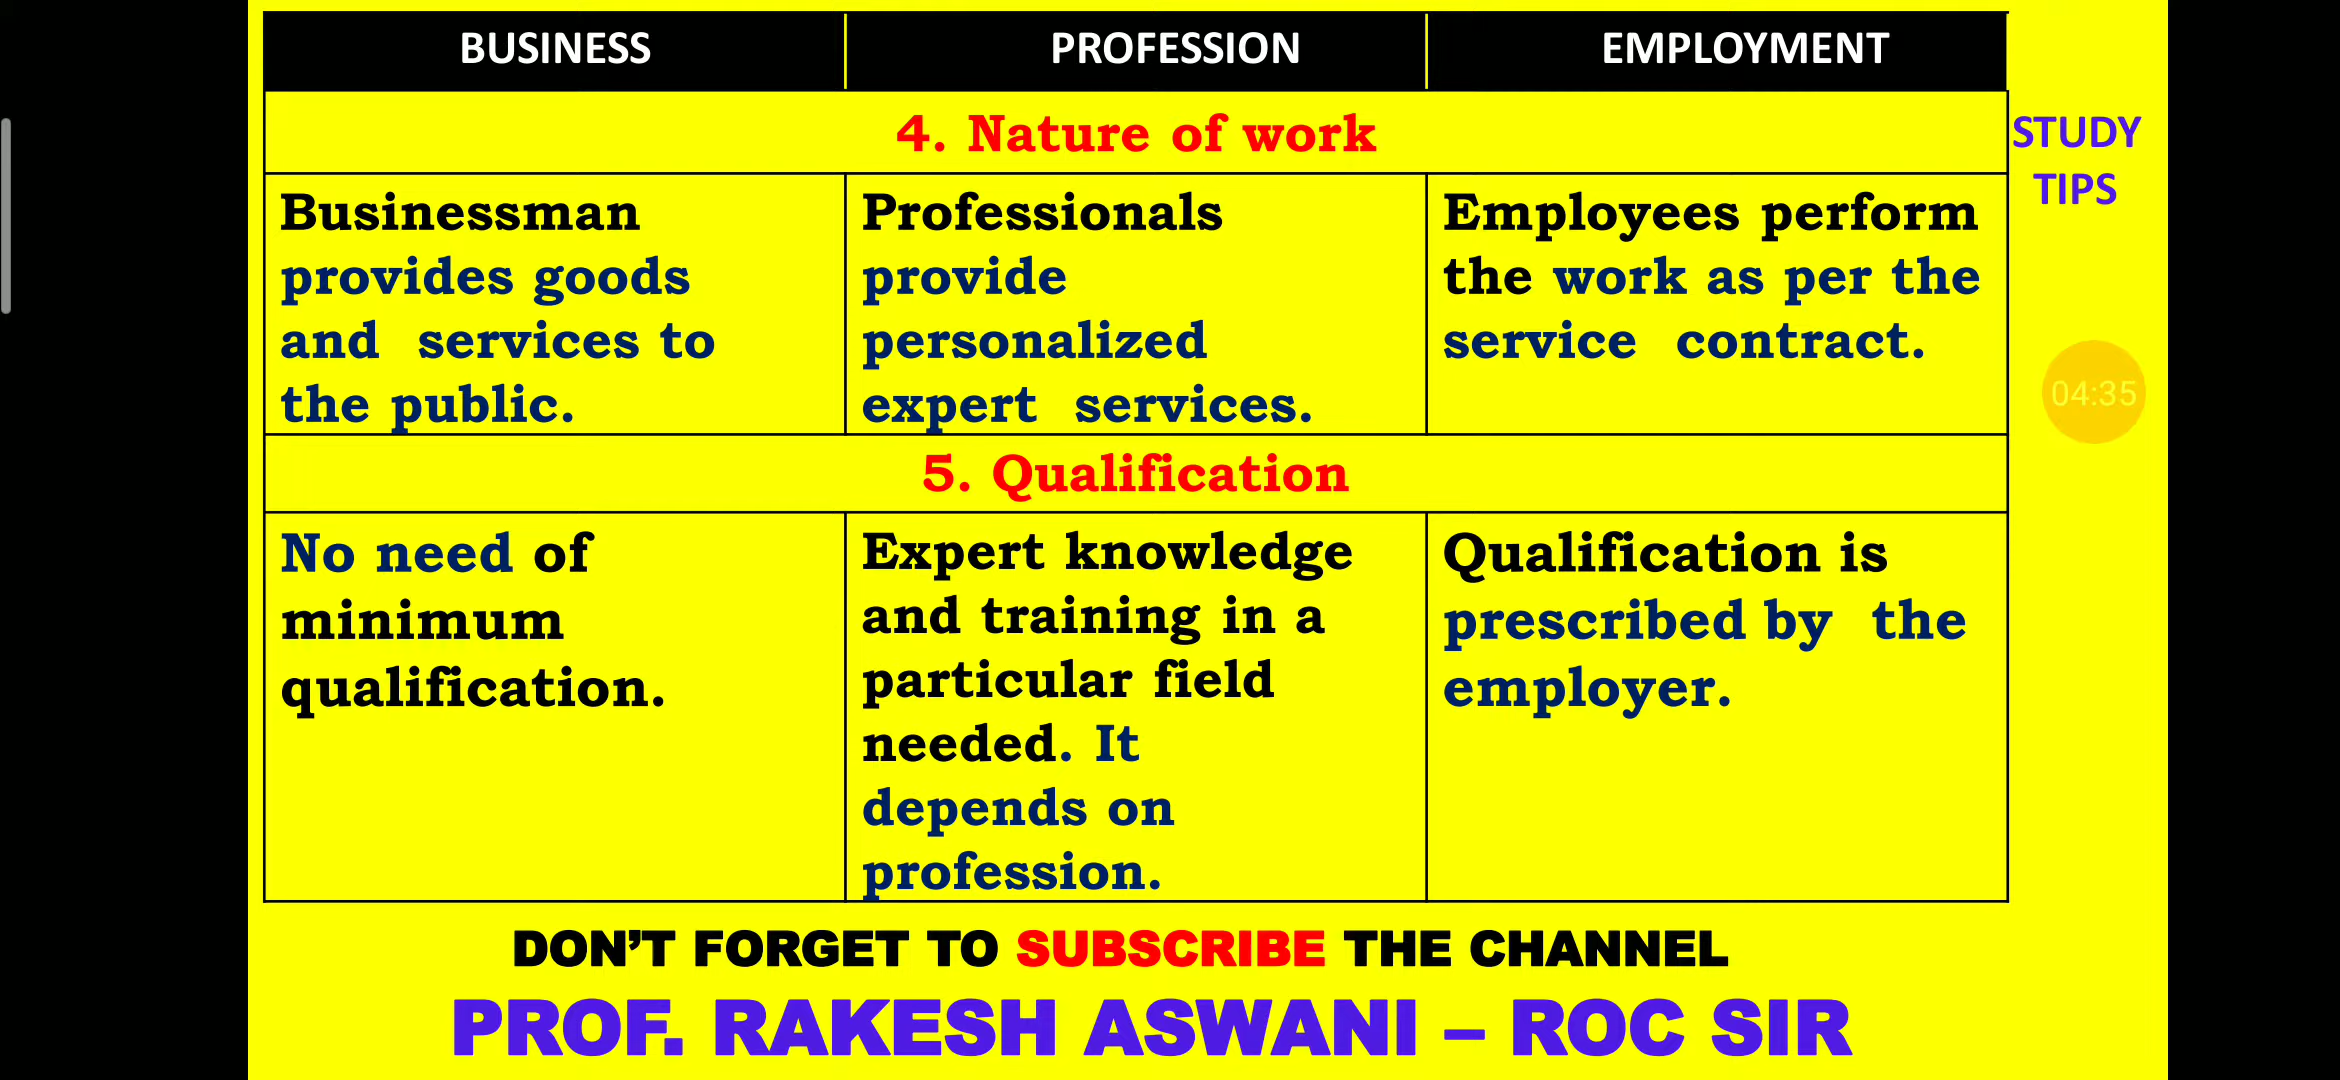 BUSINESS PROFESSION EMPLOYMENT
4. Nature of work
Businessman
provides goods
and services to
the public.
Professionals
provide
personalized
expert services.
Employees perform
the work as per the
service contract.
5. Qualification
No need of
minimum
qualification.
Expert knowledge
and training in a
particular field
needed. It
depends on
profession.
Qualification is
prescribed by the
employer.
STUDY
TIPS
04:35
DON’T FORGET TO SUBSCRIBE THE CHANNEL
PROF. RAKESH ASWANI – ROC SIR